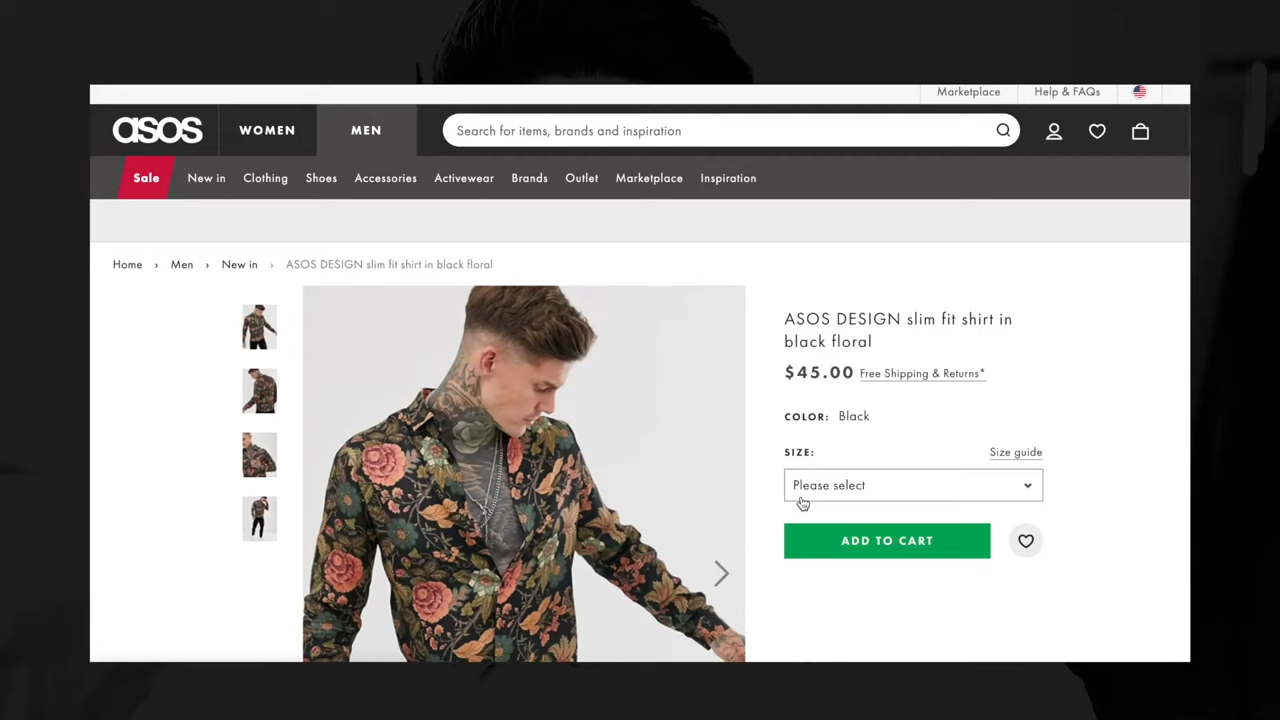 Marketplace
Help & FAQs
asos
WOMEN
MEN
Search for items, brands and inspiration
Sale
New in
Clothing
Shoes
Accessories
Activewear
Brands
Outlet
Marketplace
Inspiration
Home › Men › New in › ASOS DESIGN slim fit shirt in black floral
ASOS DESIGN slim fit shirt in
black floral
$45.00 Free Shipping & Returns*
COLOR: Black
SIZE: Size guide
Please select
ADD TO CART